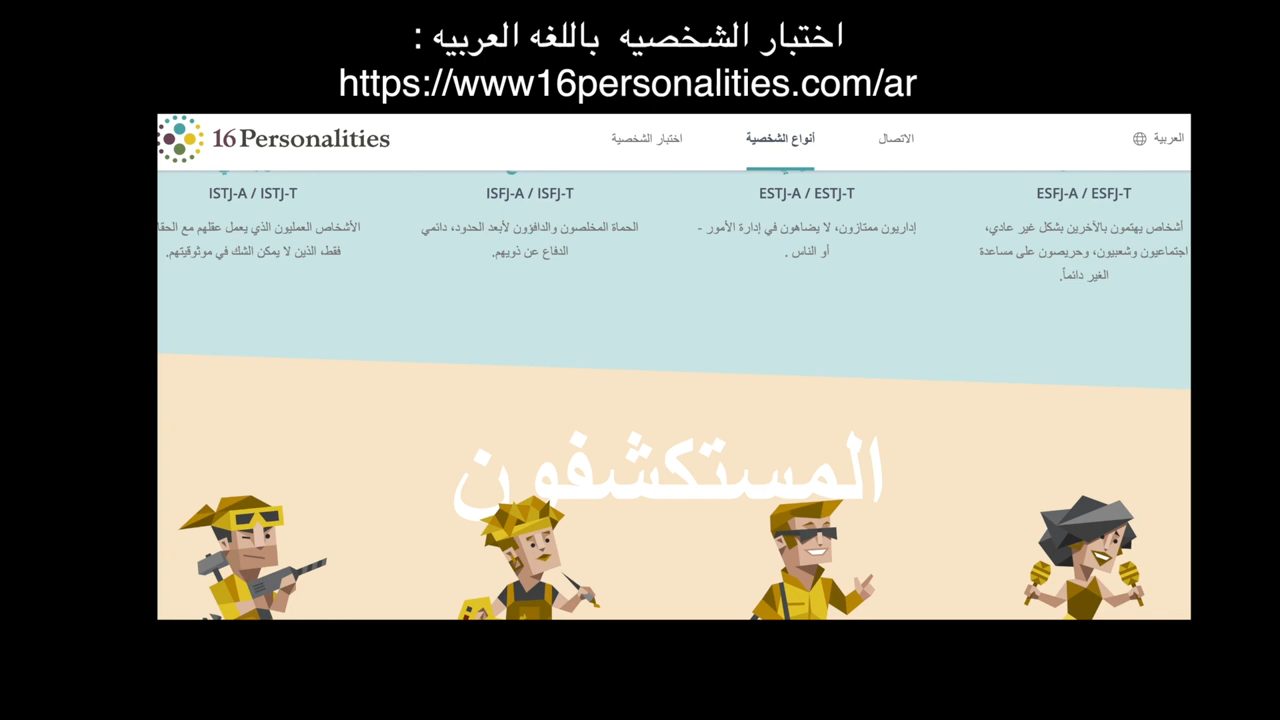 اختبار الشخصيه باللغه العربيه :
https://www16personalities.com/ar
16Personalities
اختبار الشخصية
أنواع الشخصية
الاتصال
العربية
ISTJ-A / ISTJ-T
الأشخاص العمليون الذي يعمل عقلهم مع
فقط، الذين لا يمكن الشك في موثوقيتهم.
ISFJ-A / ISFJ-T
الحماة المخلصون والدافؤون لأبعد الحدود، دائمي
الدفاع عن ذويهم.
ESTJ-A / ESTJ-T
إداريون ممتازون، لا يضاهون في إدارة الأمور -
أو الناس .
ESFJ-A / ESFJ-T
أشخاص يهتمون بالآخرين بشكل غير عادي،
اجتماعيون وشعبيون، وحريصون على مساعدة
الغير دائماً.
المستكشفون